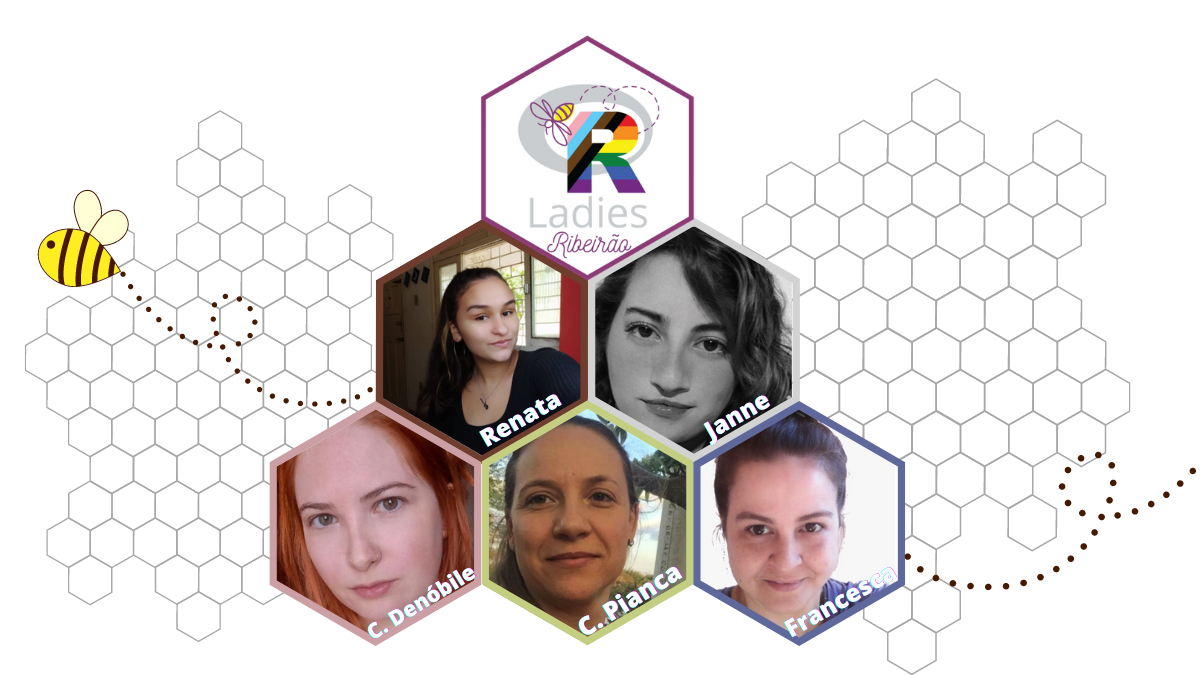 R
Ladies
Ribeirão
Renata
Janne
C. Denóbile
C. Pianca
Francesca